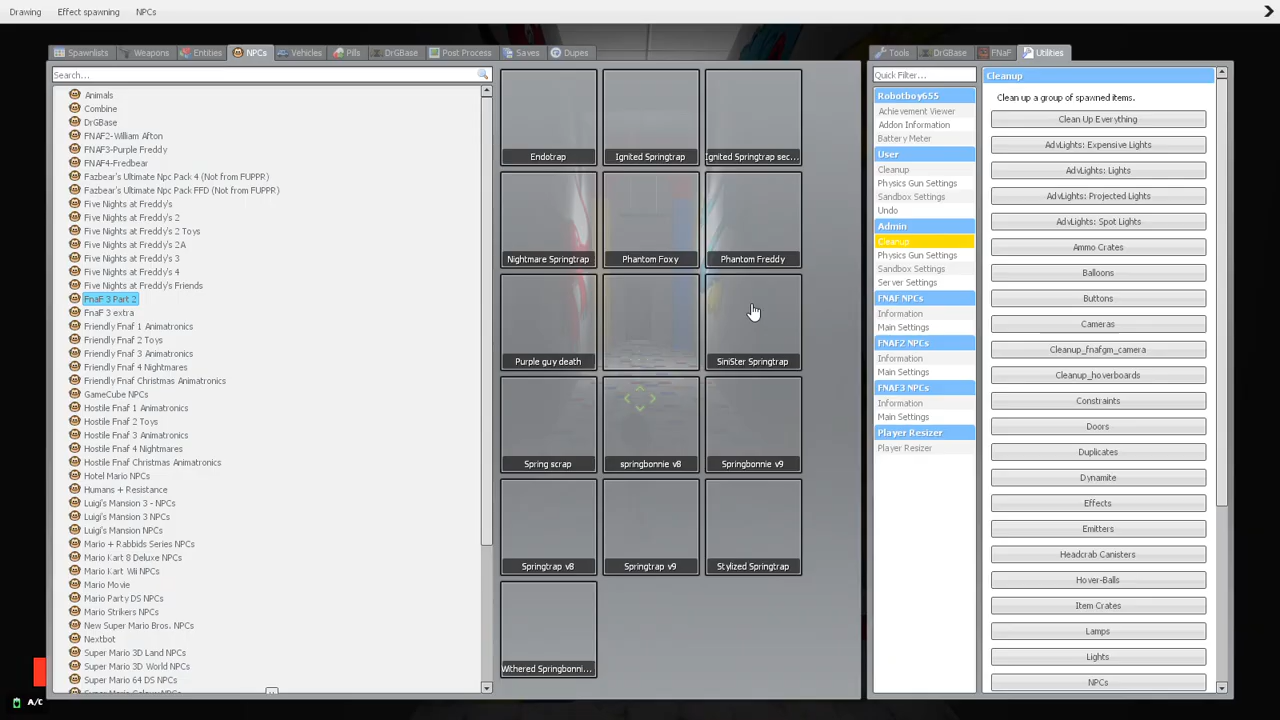 Drawing Effect spawning NPCs
Spawnlists Weapons Entities NPCs Vehicles Pills DrGBase Post Process Saves Dupes
Search...
Animals
Combine
DrGBase
FNAF2-William Afton
FNAF3-Purple Freddy
FNAF4-Fredbear
Fazbear's Ultimate Npc Pack 4 (Not from FUPPR)
Fazbear's Ultimate Npc Pack FFD (Not from FUPPR)
Five Nights at Freddy's
Five Nights at Freddy's 2
Five Nights at Freddy's 2 Toys
Five Nights at Freddy's 2A
Five Nights at Freddy's 3
Five Nights at Freddy's 4
Five Nights at Freddy's Friends
FnaF 3 Part 2
FnaF 3 extra
Friendly Fnaf 1 Animatronics
Friendly Fnaf 2 Toys
Friendly Fnaf 3 Animatronics
Friendly Fnaf 4 Nightmares
Friendly Fnaf Christmas Animatronics
GameCube NPCs
Hostile Fnaf 1 Animatronics
Hostile Fnaf 2 Toys
Hostile Fnaf 3 Animatronics
Hostile Fnaf 4 Nightmares
Hostile Fnaf Christmas Animatronics
Hotel Mario NPCs
Humans + Resistance
Luigi's Mansion 3 - NPCs
Luigi's Mansion 3 NPCs
Luigi's Mansion NPCs
Mario + Rabbids Series NPCs
Mario Kart 8 Deluxe NPCs
Mario Kart Wii NPCs
Mario Movie
Mario Party DS NPCs
Mario Strikers NPCs
New Super Mario Bros. NPCs
Nextbot
Super Mario 3D Land NPCs
Super Mario 3D World NPCs
Super Mario 64 DS NPCs
Endotrap Ignited Springtrap Ignited Springtrap sec...
Nightmare Springtrap Phantom Foxy Phantom Freddy
Purple guy death SiniSter Springtrap
Spring scrap springbonnie v8 Springbonnie v9
Springtrap v8 Springtrap v9 Stylized Springtrap
Withered Springbonni...
Tools DrGBase FNaF Utilities
Quick Filter...
Robotboy655
Achievement Viewer
Addon Information
Battery Meter
User
Cleanup
Physics Gun Settings
Sandbox Settings
Undo
Admin
Cleanup
Physics Gun Settings
Sandbox Settings
Server Settings
FNAF NPCs
Information
Main Settings
FNAF2 NPCs
Information
Main Settings
FNAF3 NPCs
Information
Main Settings
Player Resizer
Player Resizer
Cleanup
Clean up a group of spawned items.
Clean Up Everything
AdvLights: Expensive Lights
AdvLights: Lights
AdvLights: Projected Lights
AdvLights: Spot Lights
Ammo Crates
Balloons
Buttons
Cameras
Cleanup_fnafgm_camera
Cleanup_hoverboards
Constraints
Doors
Duplicates
Dynamite
Effects
Emitters
Headcrab Canisters
Hover-Balls
Item Crates
Lamps
Lights
NPCs
A/C